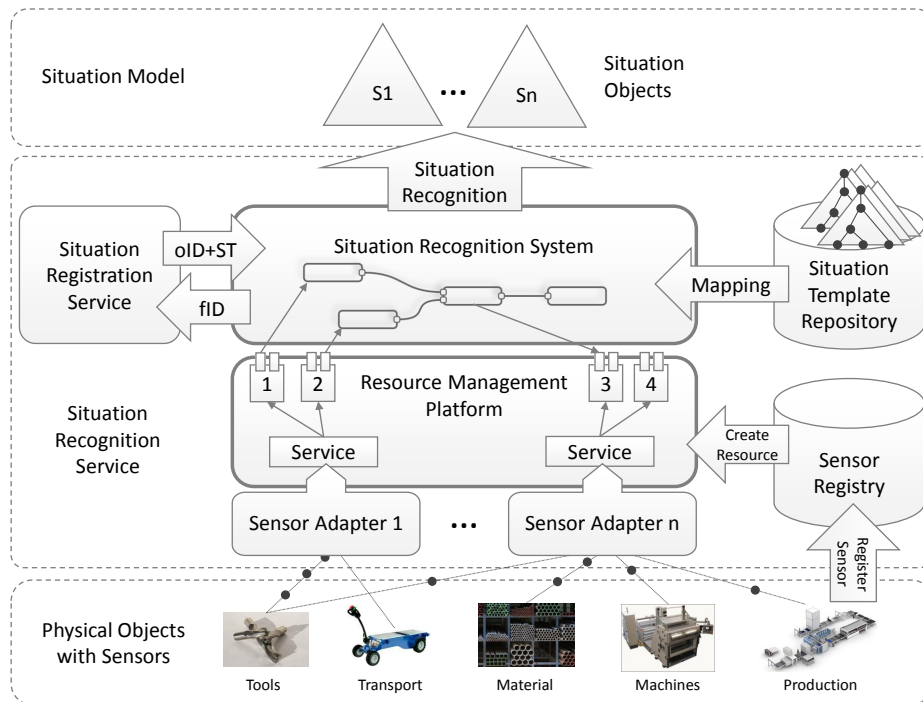 Situation Model
S1
...
Sn
Situation
Objects
Situation
Recognition
Situation
Registration
Service
oID+ST
fID
Situation Recognition System
Mapping
Situation
Template
Repository
1
2
Resource Management
Platform
3
4
Situation
Recognition
Service
Service
Service
Create
Resource
Sensor
Registry
Sensor Adapter 1
...
Sensor Adapter n
Register
Sensor
Physical Objects
with Sensors
Tools
Transport
Material
Machines
Production